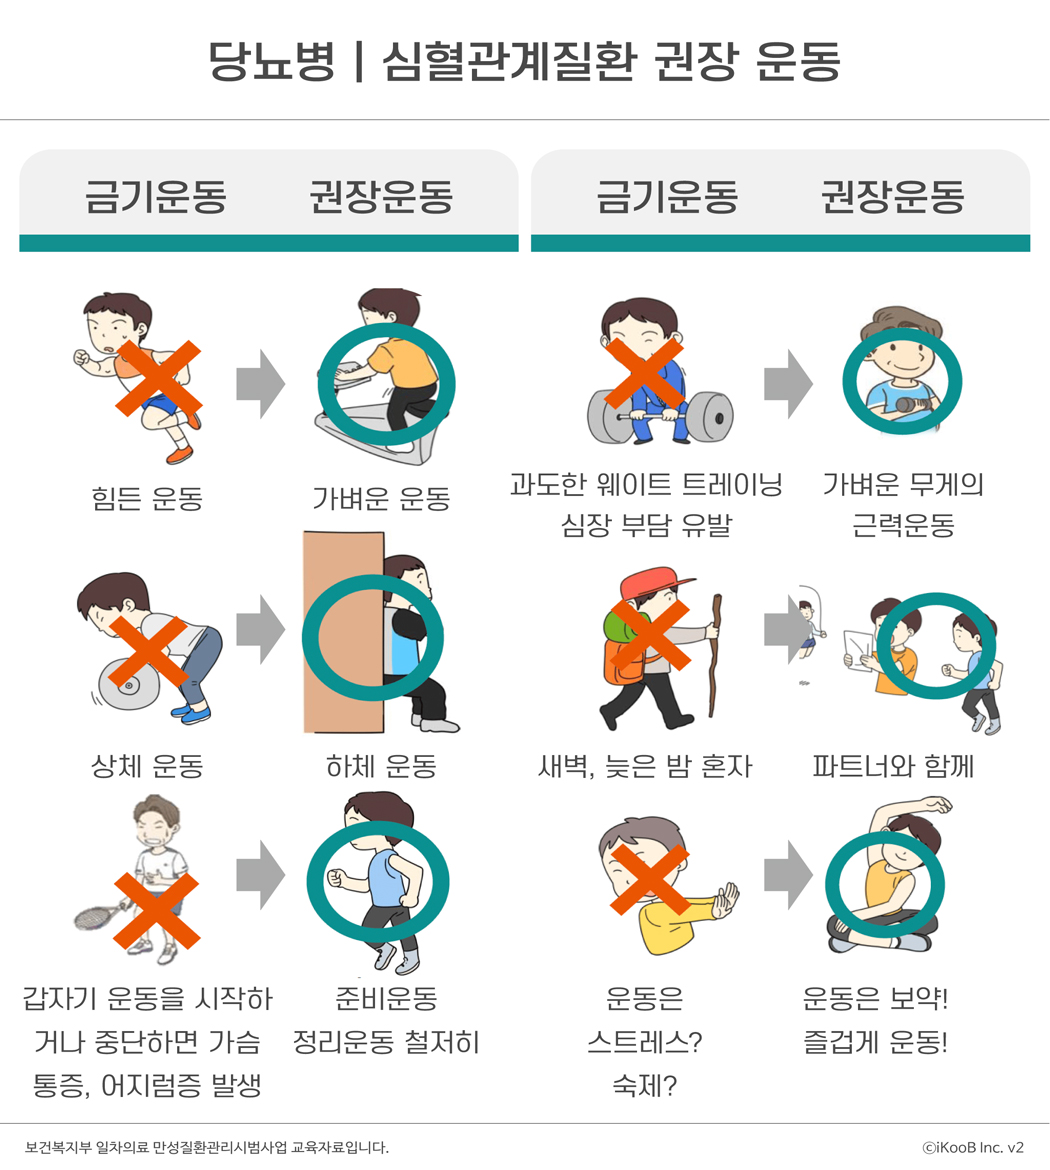 당뇨병 | 심혈관계질환 권장 운동
금기운동 권장운동
힘든 운동 가벼운 운동
상체 운동 하체 운동
갑자기 운동을 시작하
거나 중단하면 가슴
통증, 어지럼증 발생
준비운동
정리운동 철저히
금기운동 권장운동
과도한 웨이트 트레이닝
심장 부담 유발
가벼운 무게의
근력운동
새벽, 늦은 밤 혼자 파트너와 함께
운동은
스트레스?
숙제?
운동은 보약!
즐겁게 운동!
보건복지부 일차의료 만성질환관리시범사업 교육자료입니다.
ⓒiKooB Inc. v2